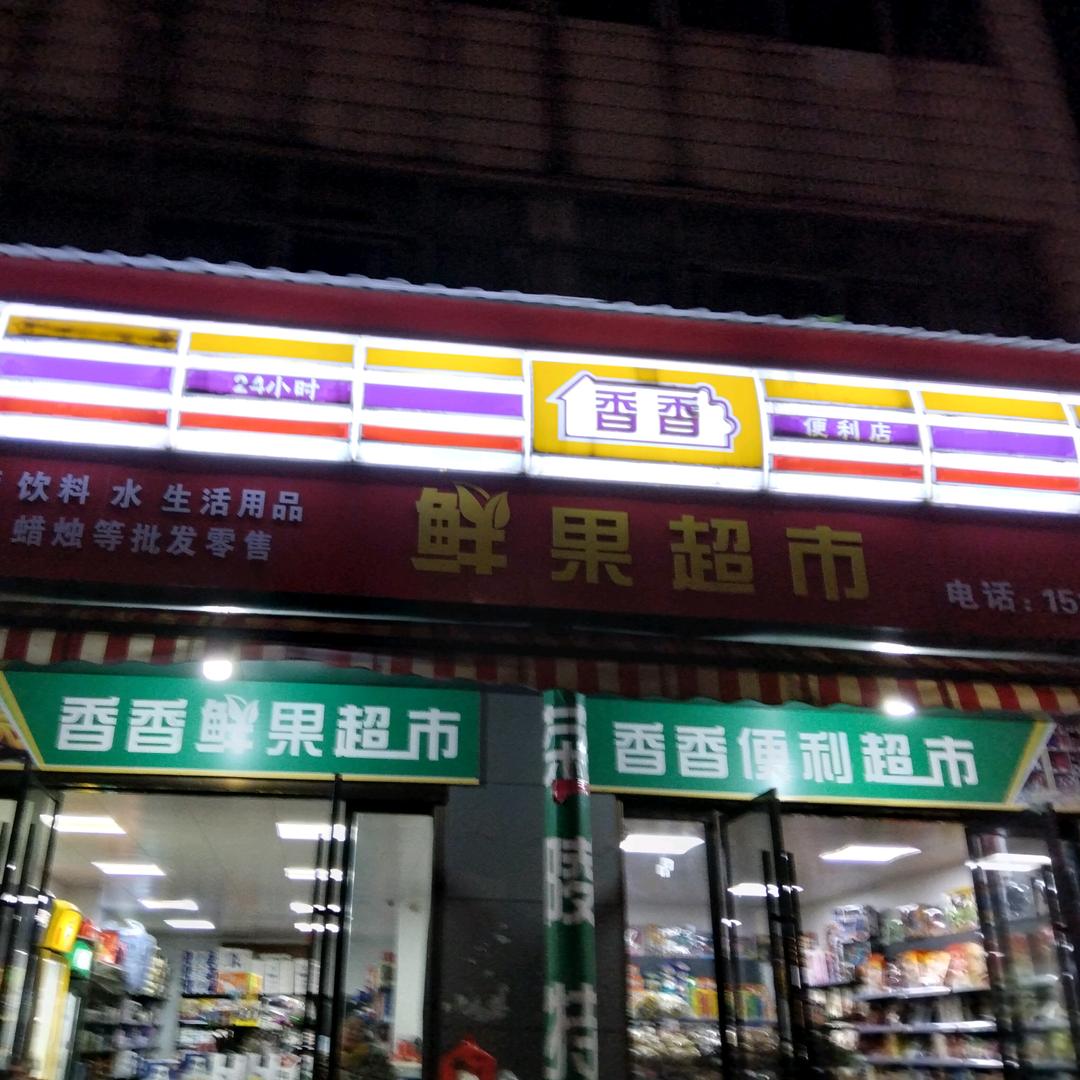 24小时
香香
便利店
饮料 水 生活用品
蜡烛等批发零售
鲜果超市
电话：15
香香鲜果超市
香香便利超市